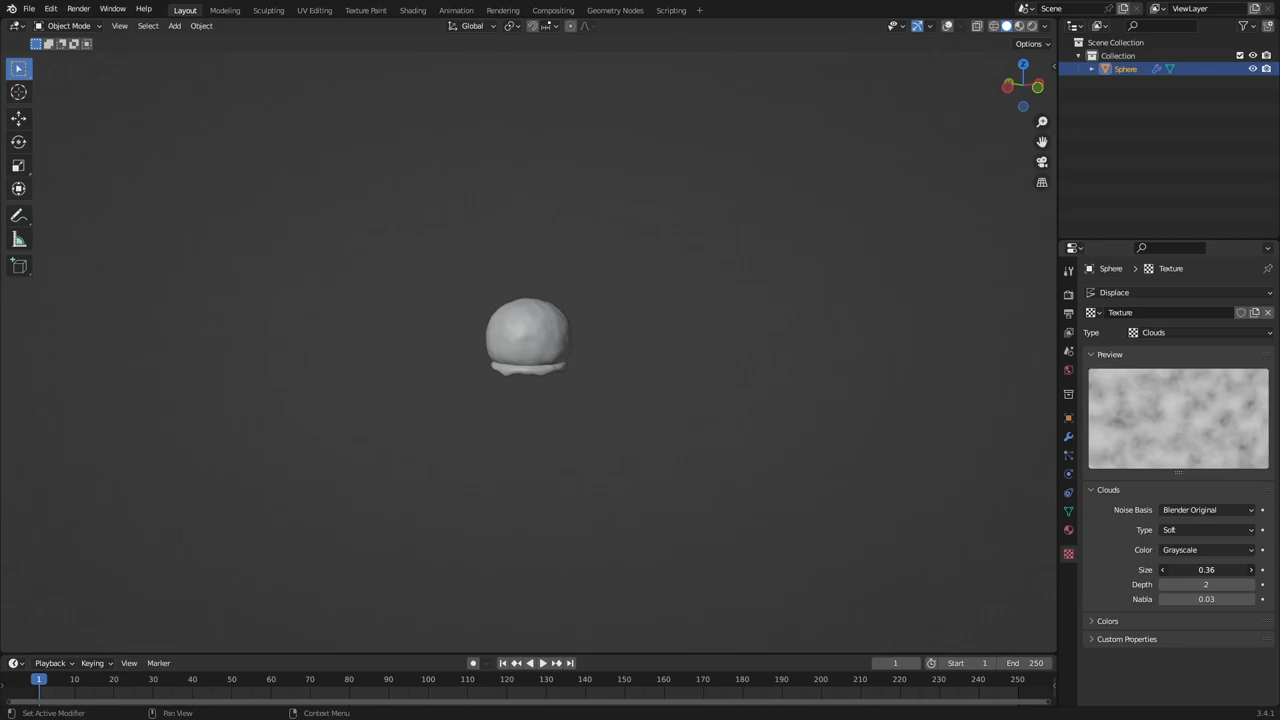 File Edit Render Window Help Layout Modeling Sculpting UV Editing Texture Paint Shading Animation Rendering Compositing Geometry Nodes Scripting + Scene ViewLayer
Object Mode View Select Add Object Global
Options
Z
Scene Collection
Collection
Sphere
Sphere Texture
Displace
Texture
Type Clouds
Preview
Clouds
Noise Basis Blender Original
Type Soft
Color Grayscale
Size 0.36
Depth 2
Nabla 0.03
Colors
Custom Properties
Playback Keying View Marker 1 Start 1 End 250
1 10 20 30 40 50 60 70 80 90 100 110 120 130 140 150 160 170 180 190 200 210 220 230 240 250
Set Active Modifier Pan View Context Menu 3.4.1